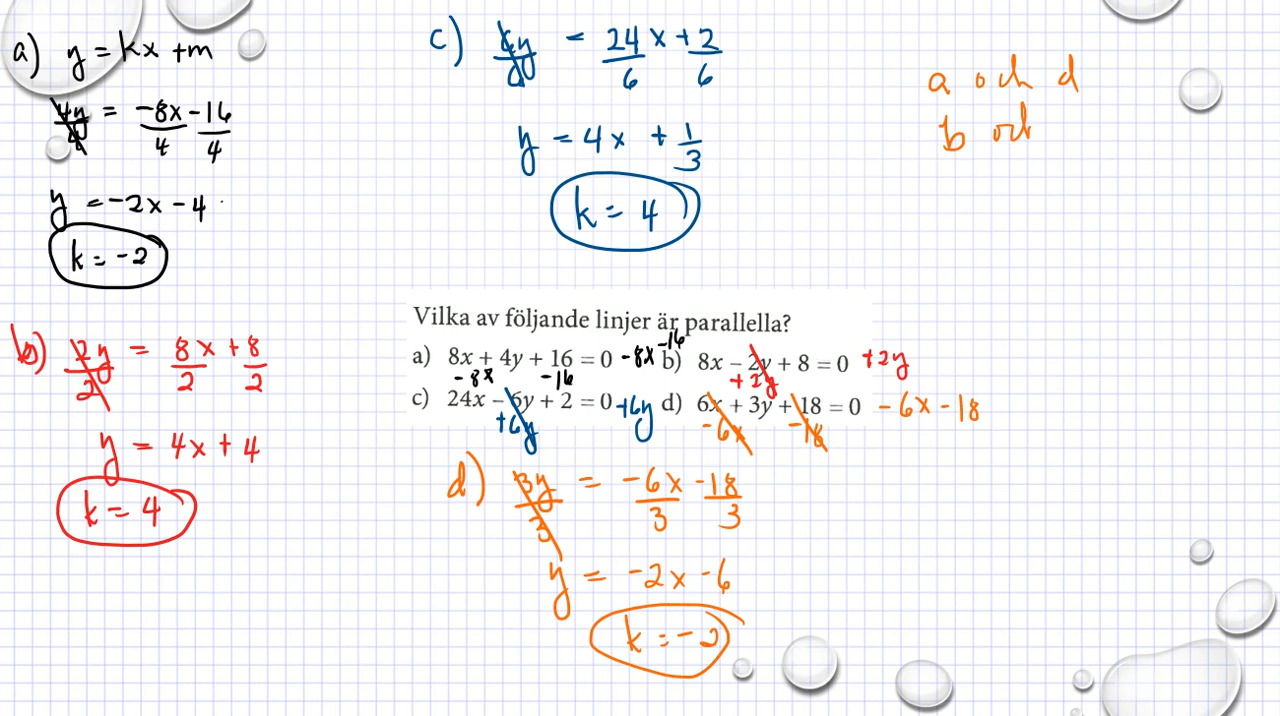 a) y = kx + m
4y/4 = -8x/4 - 16/4
y = -2x - 4
k = -2
b) 2y/2 = 8x/2 + 8/2
y = 4x + 4
k = 4
c) 6y/6 = 24x/6 + 2/6
y = 4x + 1/3
k = 4
Vilka av följande linjer är parallella?
a) 8x + 4y + 16 = 0 -8x -16 b) 8x - 2y + 8 = 0 +2y
-8x -16 +2y
c) 24x - 6y + 2 = 0 +6y d) 6x + 3y + 18 = 0 -6x -18
+6y -6x -18
d) 3y/3 = -6x/3 - 18/3
y = -2x - 6
k = -2
a och d
b och